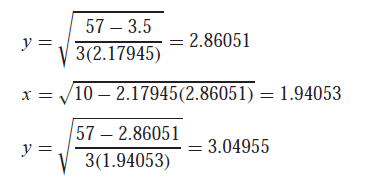 y = √((57 – 3.5)/(3(2.17945))) = 2.86051
x = √(10 – 2.17945(2.86051)) = 1.94053
y = √((57 – 2.86051)/(3(1.94053))) = 3.04955